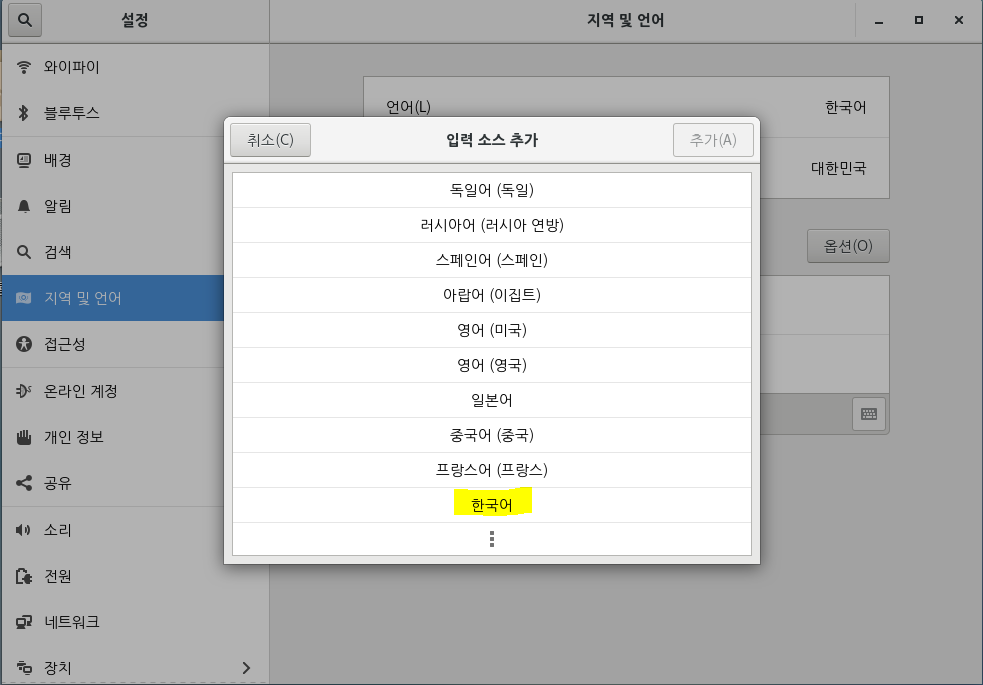 설정
지역 및 언어
와이파이
블루투스
배경
알림
검색
지역 및 언어
접근성
온라인 계정
개인 정보
공유
소리
전원
네트워크
장치
언어(L)
한국어
대한민국
옵션(O)
취소(C)
입력 소스 추가
추가(A)
독일어 (독일)
러시아어 (러시아 연방)
스페인어 (스페인)
아랍어 (이집트)
영어 (미국)
영어 (영국)
일본어
중국어 (중국)
프랑스어 (프랑스)
한국어